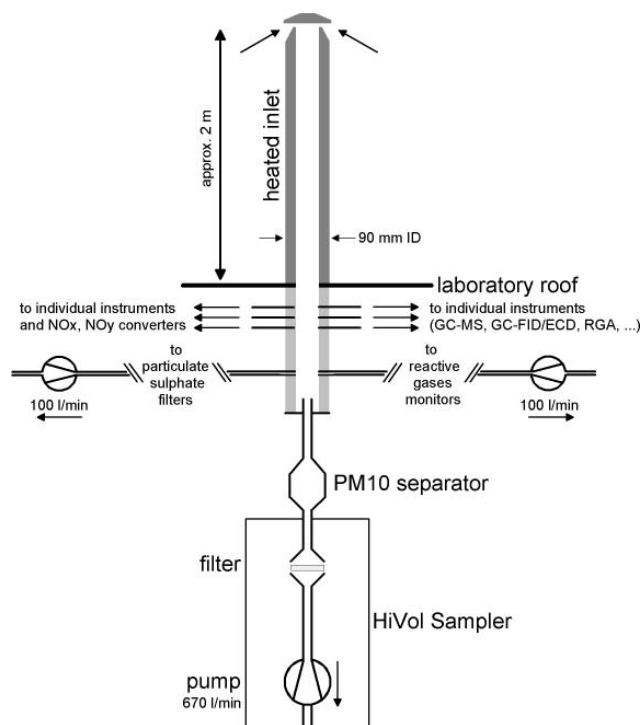 approx. 2 m
heated inlet
90 mm ID
laboratory roof
to individual instruments
and NOx, NOy converters
to individual instruments
(GC-MS, GC-FID/ECD, RGA, ...)
to
particulate
sulphate
filters
to
reactive
gases
monitors
100 l/min
100 l/min
PM10 separator
filter
HiVol Sampler
pump
670 l/min